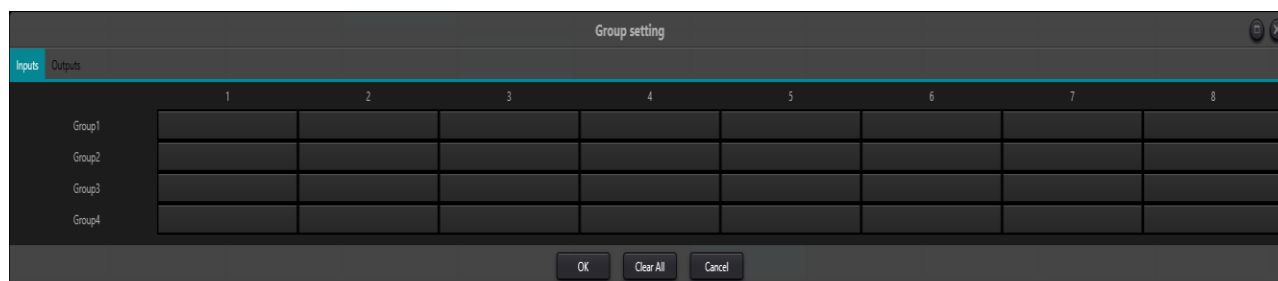 Group setting
Inputs Outputs
1 2 3 4 5 6 7 8
Group1
Group2
Group3
Group4
OK Clear All Cancel